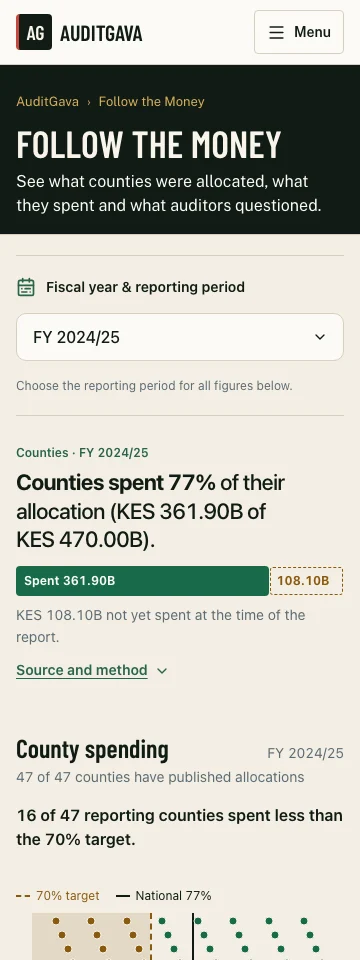 AG AUDITGAVA
Menu
AuditGava › Follow the Money
FOLLOW THE MONEY
See what counties were allocated, what
they spent and what auditors questioned.
Fiscal year & reporting period
FY 2024/25
Choose the reporting period for all figures below.
Counties · FY 2024/25
Counties spent 77% of their
allocation (KES 361.90B of
KES 470.00B).
Spent 361.90B
108.10B
KES 108.10B not yet spent at the time of the
report.
Source and method
County spending
FY 2024/25
47 of 47 counties have published allocations
16 of 47 reporting counties spent less than
the 70% target.
70% target
National 77%